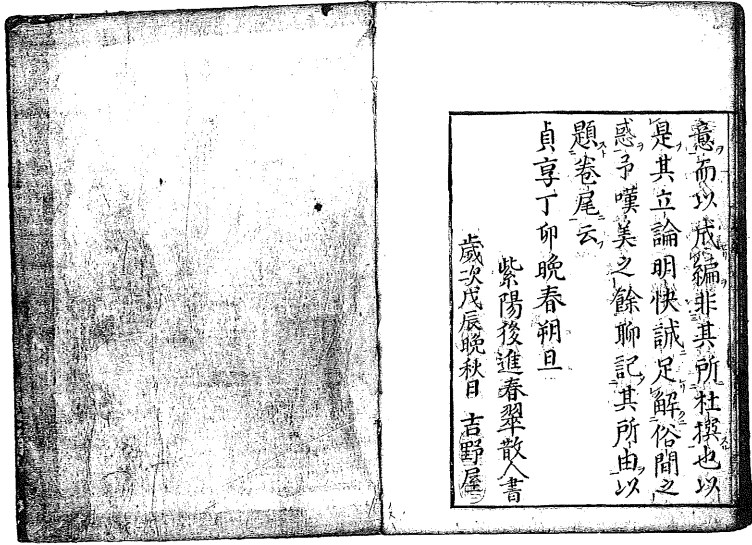 意而以成編非其所杜撰也以
是其立論明快誠足解俗間之
惑予嘆美之餘聊記其所由以
題卷尾云
貞享丁卯晩春朔旦
紫陽後進春翠散人書
歳次戊辰晩秋日 吉野屋